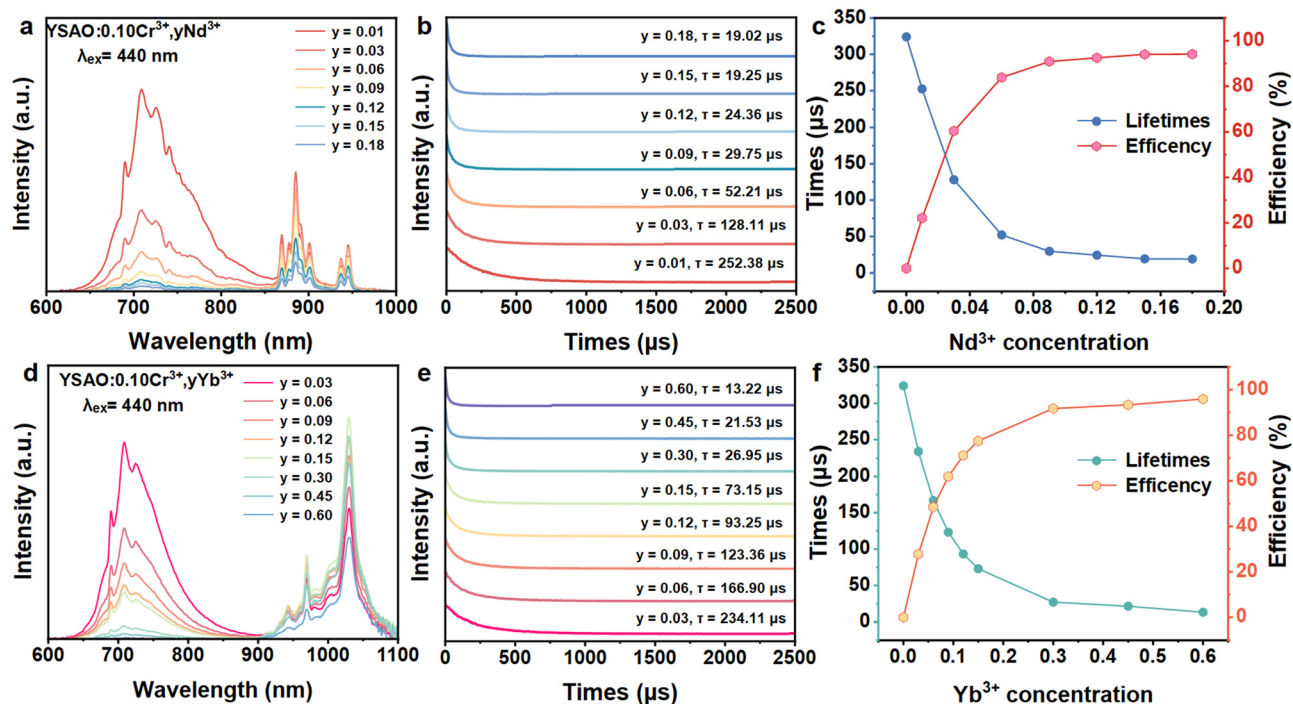 a
YSAO:0.10Cr³⁺,yNd³⁺
λex= 440 nm
y = 0.01
y = 0.03
y = 0.06
y = 0.09
y = 0.12
y = 0.15
y = 0.18
Intensity (a.u.)
600 700 800 900 1000
Wavelength (nm)
b
y = 0.18, τ = 19.02 μs
y = 0.15, τ = 19.25 μs
y = 0.12, τ = 24.36 μs
y = 0.09, τ = 29.75 μs
y = 0.06, τ = 52.21 μs
y = 0.03, τ = 128.11 μs
y = 0.01, τ = 252.38 μs
Intensity (a.u.)
0 500 1000 1500 2000 2500
Times (μs)
c
350
300
250
200
150
100
50
0
Times (μs)
Lifetimes
Efficency
100
80
60
40
20
0
Efficiency (%)
0.00 0.04 0.08 0.12 0.16 0.20
Nd³⁺ concentration
d
YSAO:0.10Cr³⁺,yYb³⁺
λex= 440 nm
y = 0.03
y = 0.06
y = 0.09
y = 0.12
y = 0.15
y = 0.30
y = 0.45
y = 0.60
Intensity (a.u.)
600 700 800 900 1000 1100
Wavelength (nm)
e
y = 0.60, τ = 13.22 μs
y = 0.45, τ = 21.53 μs
y = 0.30, τ = 26.95 μs
y = 0.15, τ = 73.15 μs
y = 0.12, τ = 93.25 μs
y = 0.09, τ = 123.36 μs
y = 0.06, τ = 166.90 μs
y = 0.03, τ = 234.11 μs
Intensity (a.u.)
0 500 1000 1500 2000 2500
Times (μs)
f
350
300
250
200
150
100
50
0
Times (μs)
Lifetimes
Efficency
100
80
60
40
20
0
Efficiency (%)
0.0 0.1 0.2 0.3 0.4 0.5 0.6
Yb³⁺ concentration